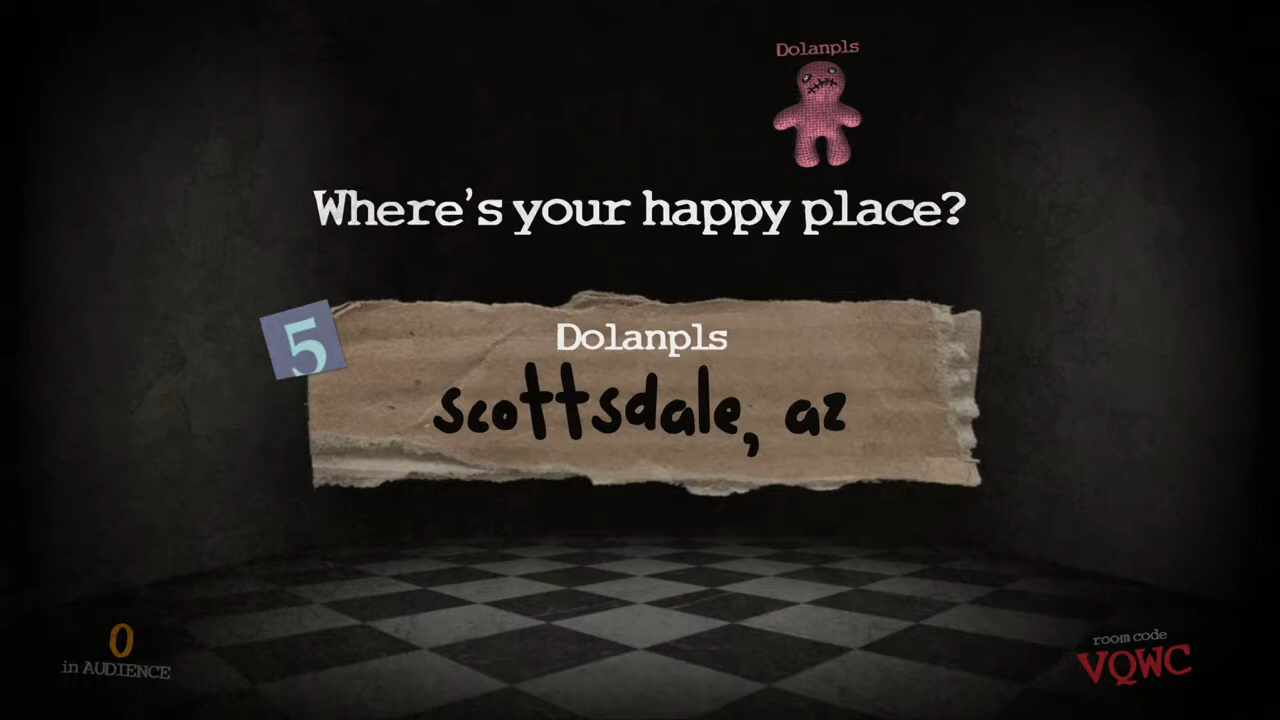 Dolanpls
Where's your happy place?
5
Dolanpls
scottsdale, az
0
in AUDIENCE
room code
VQWC